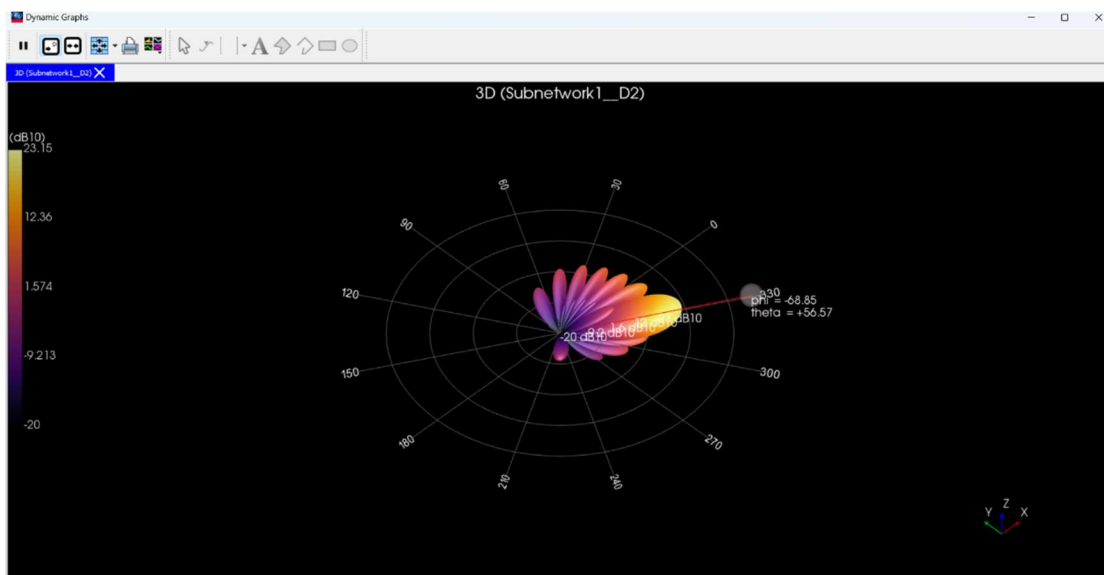 Dynamic Graphs
3D (Subnetwork1__D2)
3D (Subnetwork1__D2)
(dB10)
23.15
12.36
1.574
-9.213
-20
60
30
90
0
120
330
phi = -68.85
theta = +56.57
-20 dB10
dB10
150
300
180
270
210
240
Z
Y
X